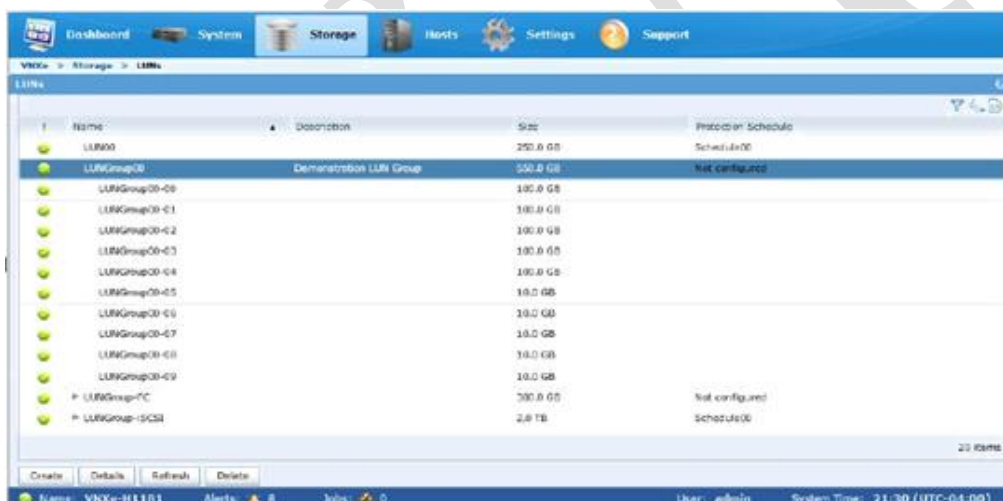 Dashboard System Storage Hosts Settings Support
VNXe > Storage > LUNs
LUNs
! Name Description Size Protection Schedule
LUN00 250.0 GB Schedule00
LUNGroup00 Demonstration LUN Group 550.0 GB Not configured
LUNGroup00-00 100.0 GB
LUNGroup00-01 100.0 GB
LUNGroup00-02 100.0 GB
LUNGroup00-03 100.0 GB
LUNGroup00-04 100.0 GB
LUNGroup00-05 10.0 GB
LUNGroup00-06 10.0 GB
LUNGroup00-07 10.0 GB
LUNGroup00-08 10.0 GB
LUNGroup00-09 10.0 GB
LUNGroup-FC 300.0 GB Not configured
LUNGroup-iSCSI 2.0 TB Schedule00
items
Create Details Refresh Delete
Name: VNXe-H1181 Alerts: 8 Jobs: 0 User: admin System Time: 21:30 (UTC-04:00)